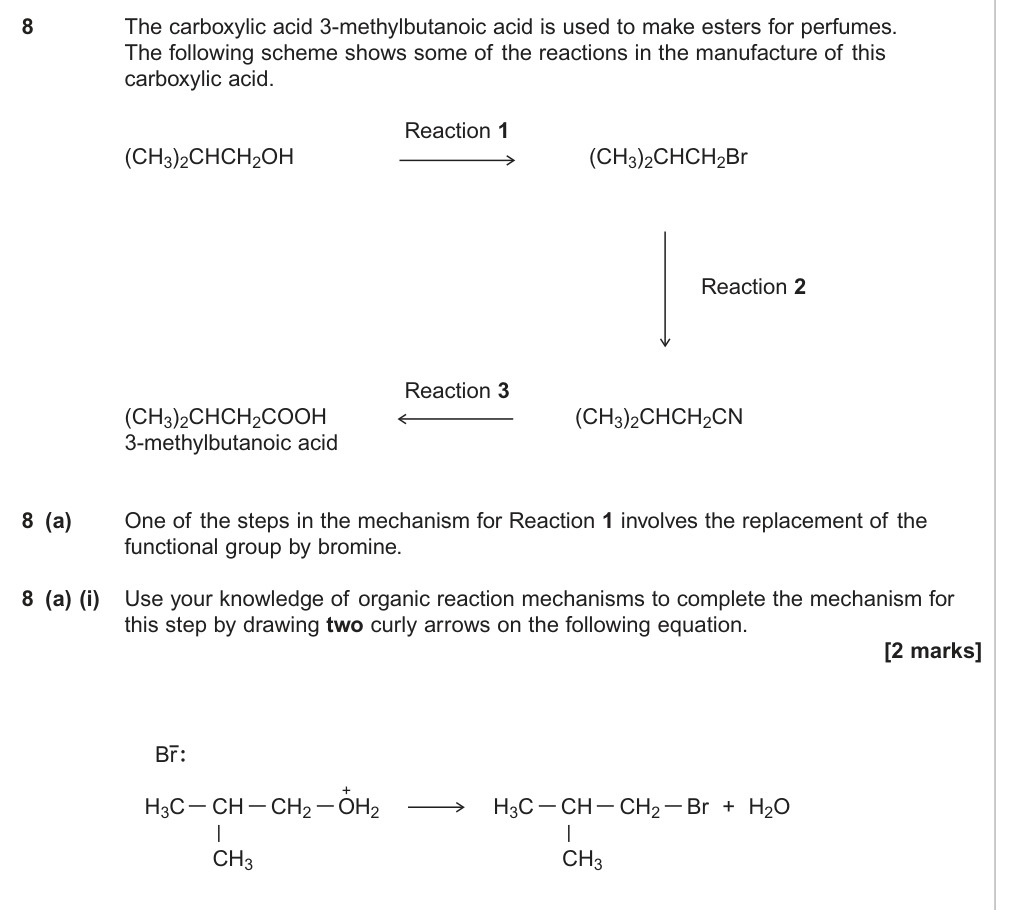 8 The carboxylic acid 3-methylbutanoic acid is used to make esters for perfumes.
The following scheme shows some of the reactions in the manufacture of this
carboxylic acid.
Reaction 1
(CH₃)₂CHCH₂OH (CH₃)₂CHCH₂Br
Reaction 2
Reaction 3
(CH₃)₂CHCH₂COOH (CH₃)₂CHCH₂CN
3-methylbutanoic acid
8 (a) One of the steps in the mechanism for Reaction 1 involves the replacement of the
functional group by bromine.
8 (a) (i) Use your knowledge of organic reaction mechanisms to complete the mechanism for
this step by drawing two curly arrows on the following equation.
[2 marks]
Br̄:
+
H₃C — CH — CH₂ — OH₂ ⟶ H₃C — CH — CH₂ — Br + H₂O
| |
CH₃ CH₃